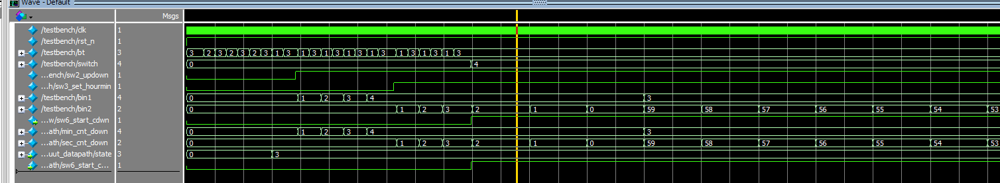 Wave - Default
Msgs
/testbench/clk 1
/testbench/rst_n 1
/testbench/bt 3 3 2 3 2 3 2 3 1 3 1 3 1 3 1 3 1 3 1 3 1 3 1 3
/testbench/switch 4 0 4
...ench/sw2_updown 1
...h/sw3_set_hourmin 1
/testbench/bin1 4 0 1 2 3 4 3
/testbench/bin2 2 0 1 2 3 2 1 0 59 58 57 56 55 54 53
...w/sw6_start_cdwn 1
...ath/min_cnt_down 4 0 1 2 3 4 3
...ath/sec_cnt_down 2 0 1 2 3 2 1 0 59 58 57 56 55 54 53
...uut_datapath/state 3 0 3
...ath/sw6_start_c... 1